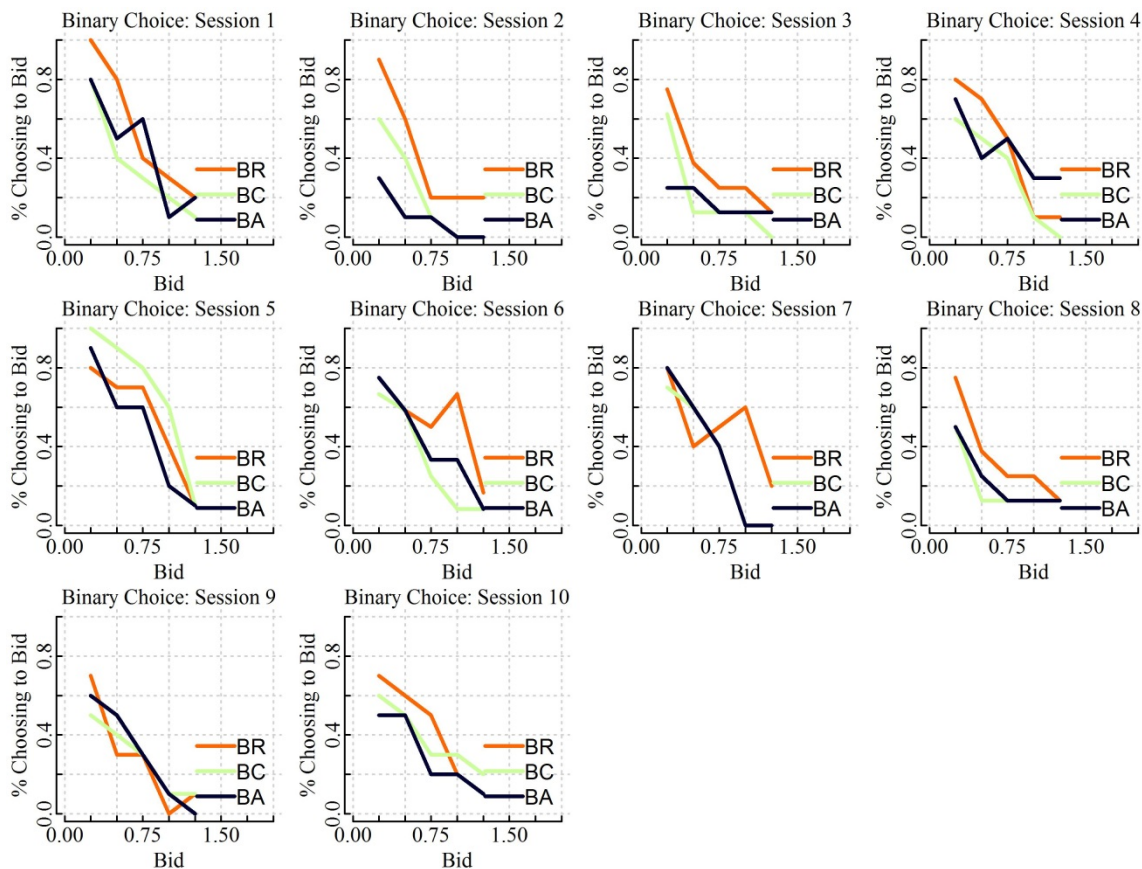 Binary Choice: Session 1
% Choosing to Bid
0.8
0.4
0.0
BR
BC
BA
0.00 0.75 1.50
Bid
Binary Choice: Session 2
% Choosing to Bid
0.8
0.4
0.0
BR
BC
BA
0.00 0.75 1.50
Bid
Binary Choice: Session 3
% Choosing to Bid
0.8
0.4
0.0
BR
BC
BA
0.00 0.75 1.50
Bid
Binary Choice: Session 4
% Choosing to Bid
0.8
0.4
0.0
BR
BC
BA
0.00 0.75 1.50
Bid
Binary Choice: Session 5
% Choosing to Bid
0.8
0.4
0.0
BR
BC
BA
0.00 0.75 1.50
Bid
Binary Choice: Session 6
% Choosing to Bid
0.8
0.4
0.0
BR
BC
BA
0.00 0.75 1.50
Bid
Binary Choice: Session 7
% Choosing to Bid
0.8
0.4
0.0
BR
BC
BA
0.00 0.75 1.50
Bid
Binary Choice: Session 8
% Choosing to Bid
0.8
0.4
0.0
BR
BC
BA
0.00 0.75 1.50
Bid
Binary Choice: Session 9
% Choosing to Bid
0.8
0.4
0.0
BR
BC
BA
0.00 0.75 1.50
Bid
Binary Choice: Session 10
% Choosing to Bid
0.8
0.4
0.0
BR
BC
BA
0.00 0.75 1.50
Bid